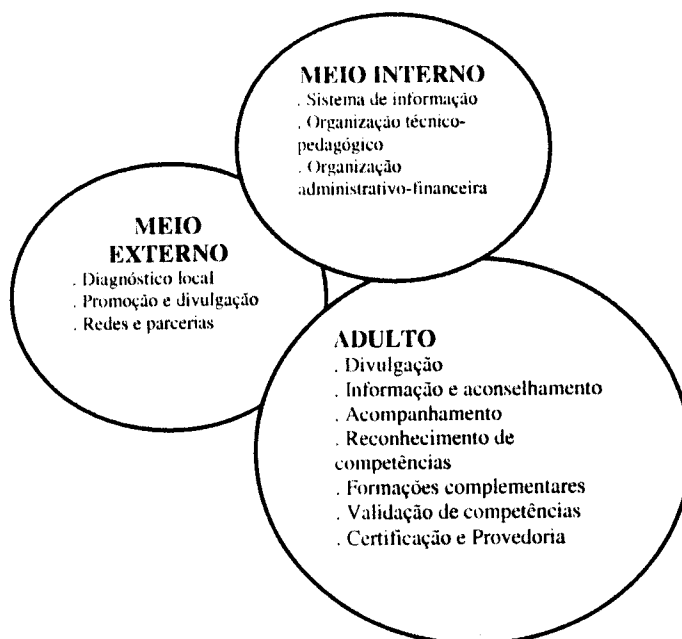 MEIO INTERNO
. Sistema de informação
. Organização técnico-
pedagógico
. Organização
administrativo-financeira
MEIO
EXTERNO
. Diagnóstico local
. Promoção e divulgação
. Redes e parcerias
ADULTO
. Divulgação
. Informação e aconselhamento
. Acompanhamento
. Reconhecimento de
competências
. Formações complementares
. Validação de competências
. Certificação e Provedoria